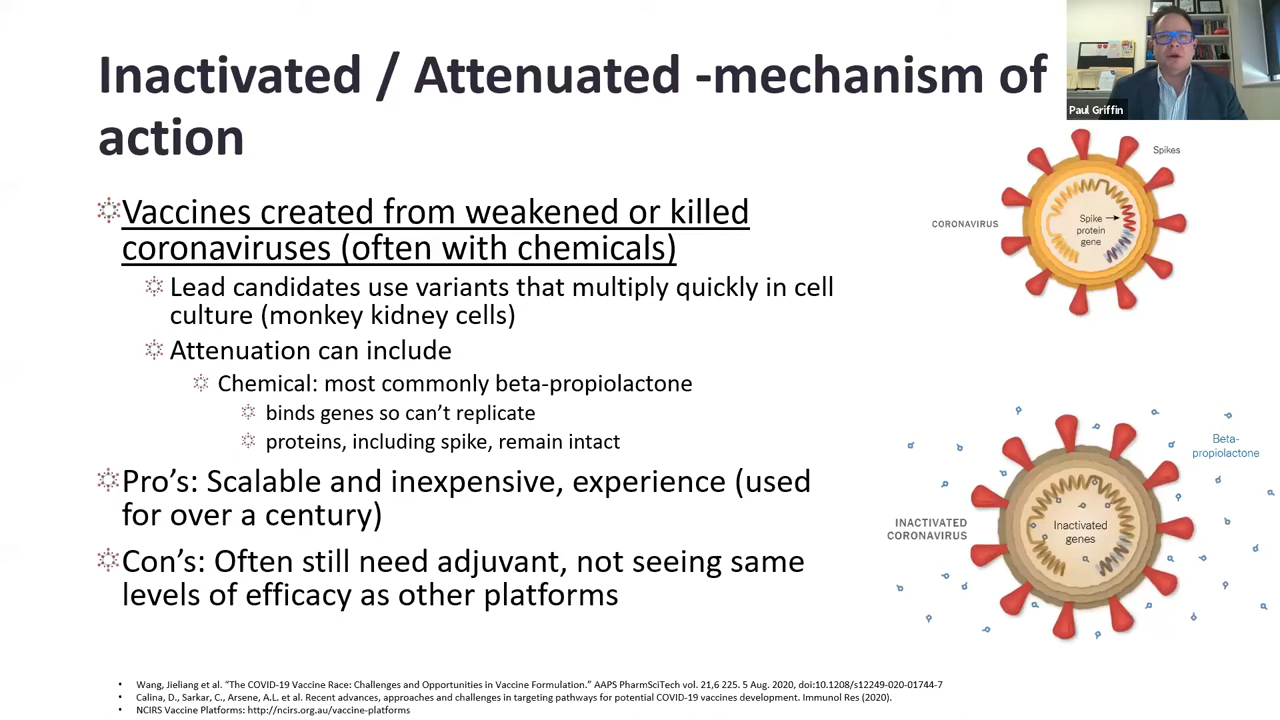 Inactivated / Attenuated -mechanism of
action
Paul Griffin
Vaccines created from weakened or killed
coronaviruses (often with chemicals)
Lead candidates use variants that multiply quickly in cell
culture (monkey kidney cells)
Attenuation can include
Chemical: most commonly beta-propiolactone
binds genes so can't replicate
proteins, including spike, remain intact
Pro's: Scalable and inexpensive, experience (used
for over a century)
Con's: Often still need adjuvant, not seeing same
levels of efficacy as other platforms
Spikes
CORONAVIRUS
Spike
protein
gene
Beta-
propiolactone
INACTIVATED
CORONAVIRUS
Inactivated
genes
• Wang, Jieliang et al. "The COVID-19 Vaccine Race: Challenges and Opportunities in Vaccine Formulation." AAPS PharmSciTech vol. 21,6 225. 5 Aug. 2020, doi:10.1208/s12249-020-01744-7
• Calina, D., Sarkar, C., Arsene, A.L. et al. Recent advances, approaches and challenges in targeting pathways for potential COVID-19 vaccines development. Immunol Res (2020).
• NCIRS Vaccine Platforms: http://ncirs.org.au/vaccine-platforms